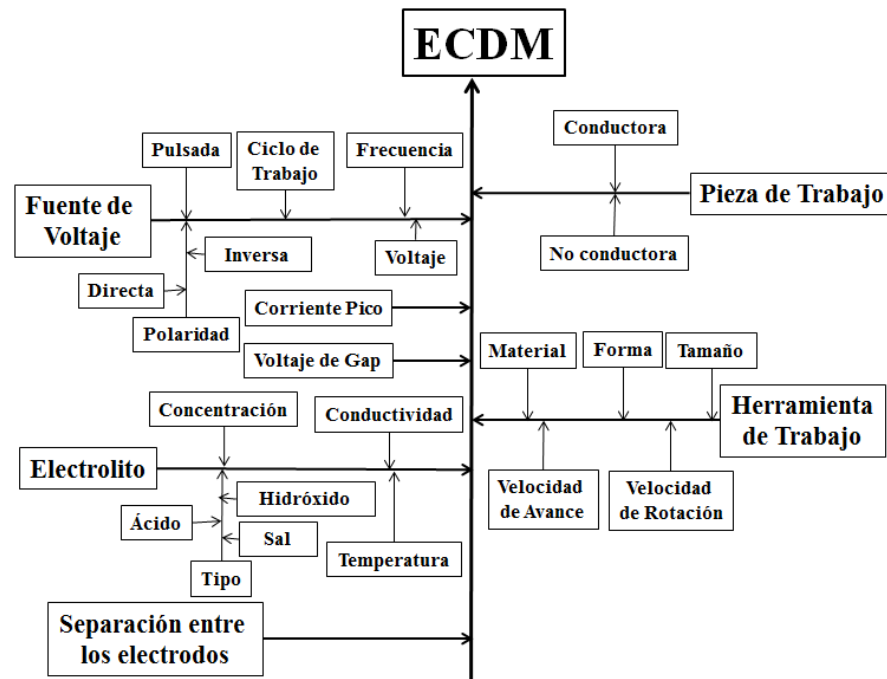 ECDM
Pulsada
Ciclo de
Trabajo
Frecuencia
Conductora
Fuente de
Voltaje
Pieza de Trabajo
Inversa
Voltaje
No conductora
Directa
Polaridad
Corriente Pico
Voltaje de Gap
Material
Forma
Tamaño
Concentración
Conductividad
Herramienta
de Trabajo
Electrolito
Hidróxido
Velocidad
de Avance
Velocidad
de Rotación
Ácido
Sal
Temperatura
Tipo
Separación entre
los electrodos